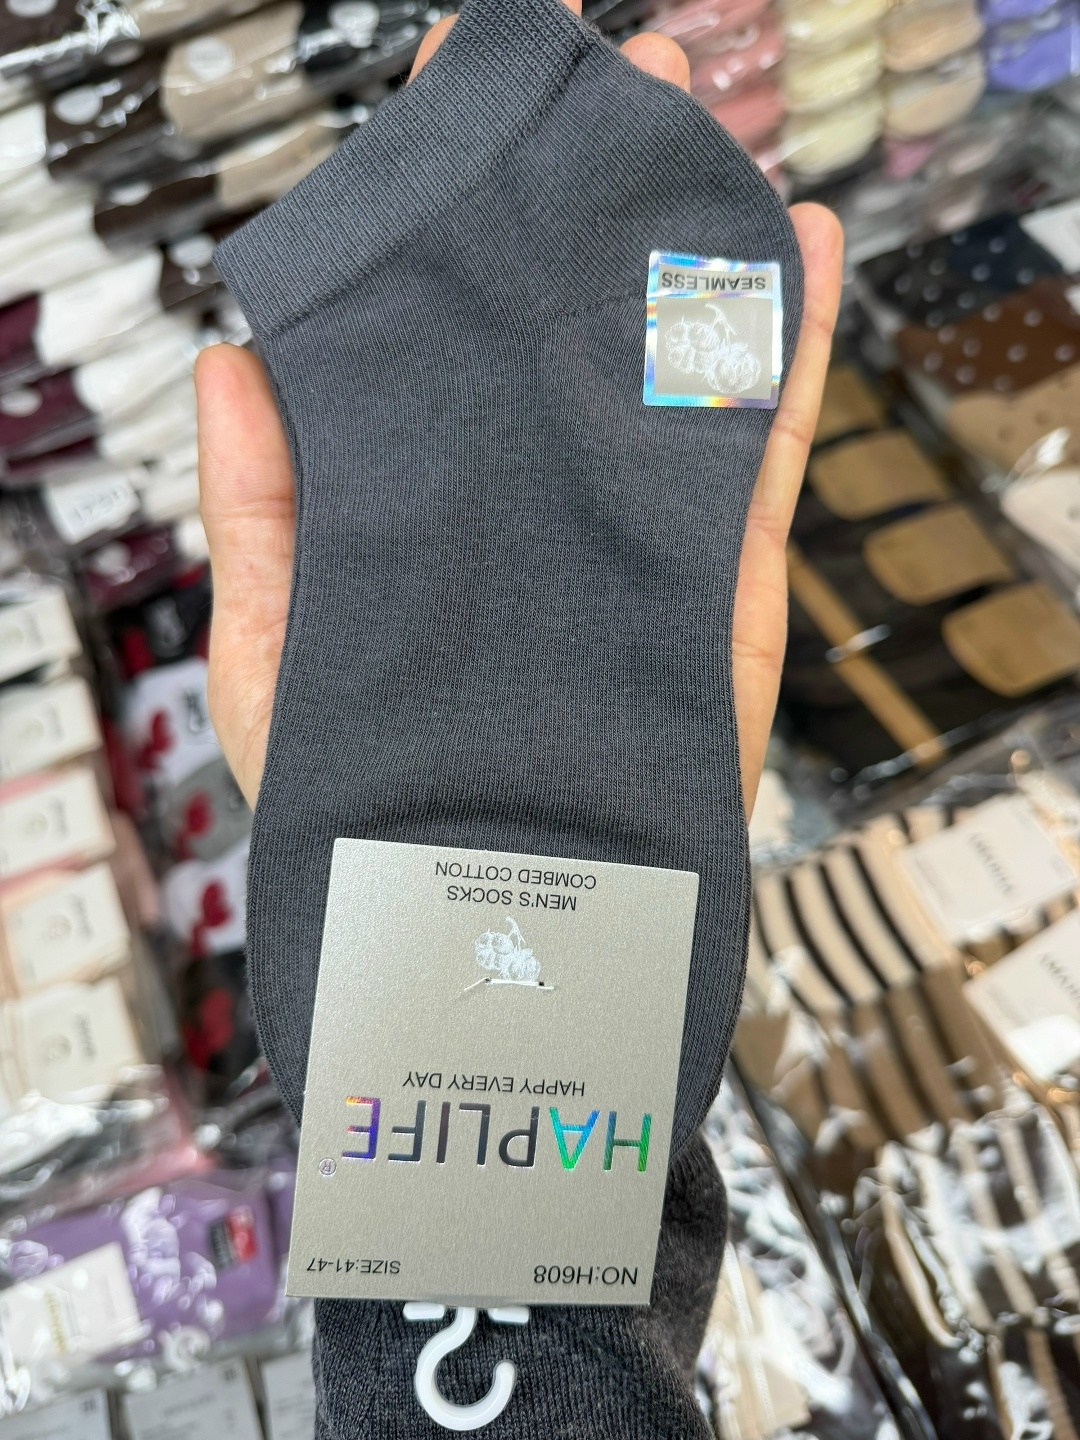 NO:H608
SIZE:41-47
HAPLIFE®
HAPPY EVERY DAY
MEN'S SOCKS
COMBED COTTON
SEAMLESS